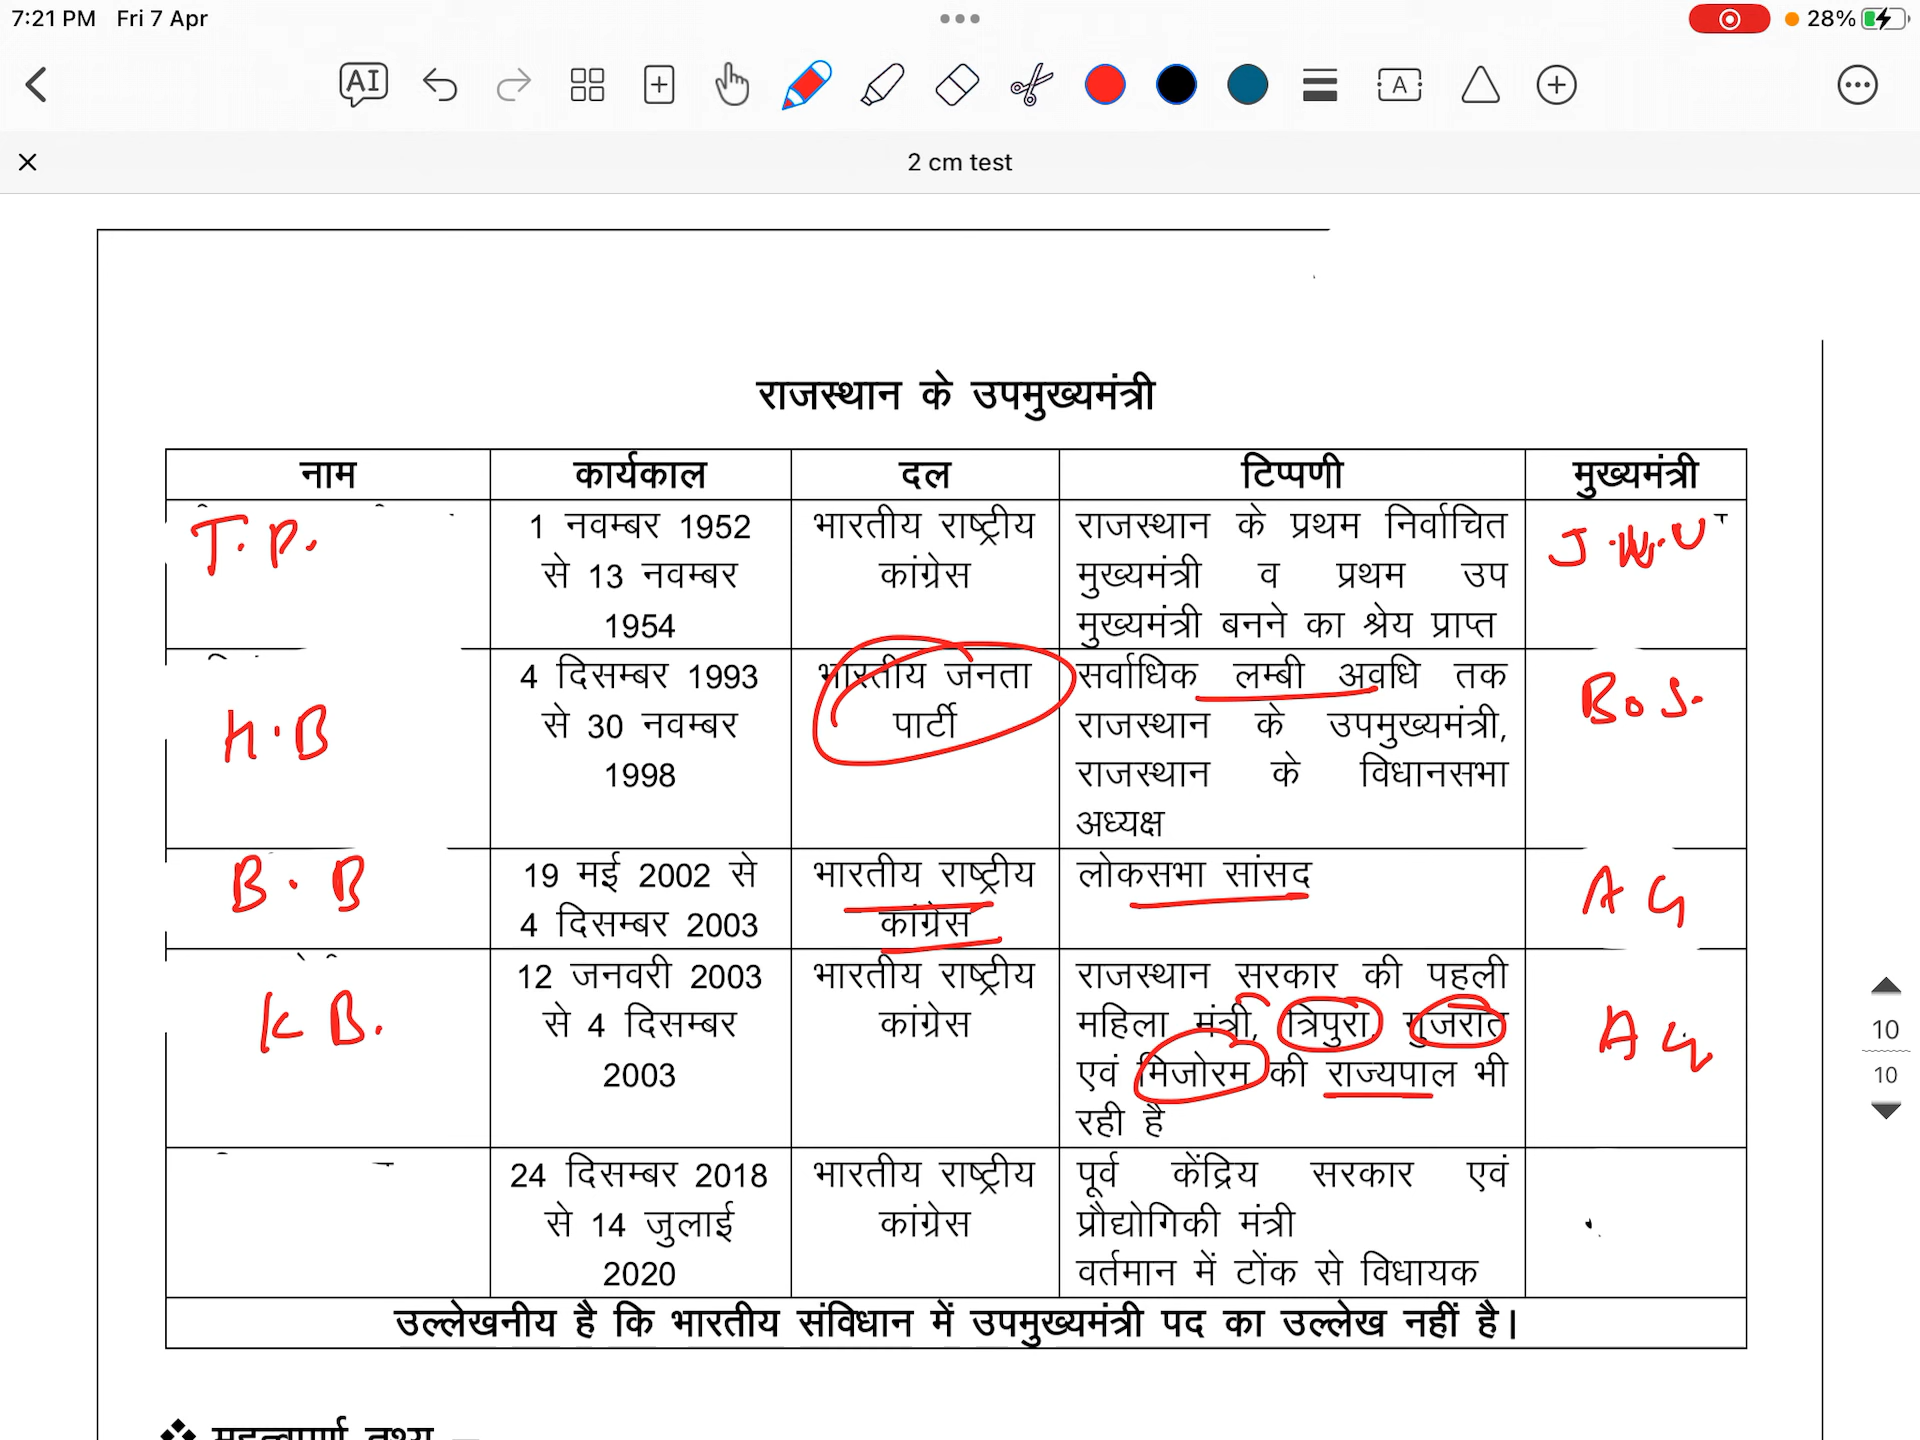 7:21 PM Fri 7 Apr
28%
AI
A
2 cm test
राजस्थान के उपमुख्यमंत्री
नाम कार्यकाल दल टिप्पणी मुख्यमंत्री
T.P. 1 नवम्बर 1952 भारतीय राष्ट्रीय राजस्थान के प्रथम निर्वाचित
से 13 नवम्बर कांग्रेस मुख्यमंत्री व प्रथम उप
1954 मुख्यमंत्री बनने का श्रेय प्राप्त
4 दिसम्बर 1993 भारतीय जनता सर्वाधिक लम्बी अवधि तक B.S.
H.B से 30 नवम्बर पार्टी राजस्थान के उपमुख्यमंत्री,
1998 राजस्थान के विधानसभा
अध्यक्ष
B.B 19 मई 2002 से भारतीय राष्ट्रीय लोकसभा सांसद A G
4 दिसम्बर 2003 कांग्रेस
12 जनवरी 2003 भारतीय राष्ट्रीय राजस्थान सरकार की पहली
K B. से 4 दिसम्बर कांग्रेस महिला मंत्री, त्रिपुरा, गुजरात A G
2003 एवं मिजोरम की राज्यपाल भी
रही है
24 दिसम्बर 2018 भारतीय राष्ट्रीय पूर्व केंद्रिय सरकार एवं
से 14 जुलाई कांग्रेस प्रौद्योगिकी मंत्री
2020 वर्तमान में टोंक से विधायक
उल्लेखनीय है कि भारतीय संविधान में उपमुख्यमंत्री पद का उल्लेख नहीं है।
10
10